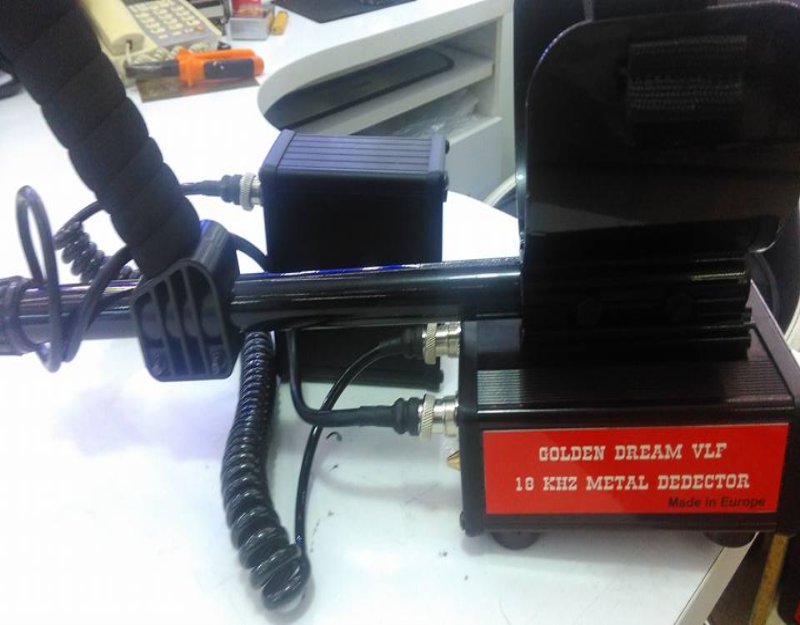 GOLDEN DREAM VLF
18 KHZ METAL DEDECTOR
Made in Europe